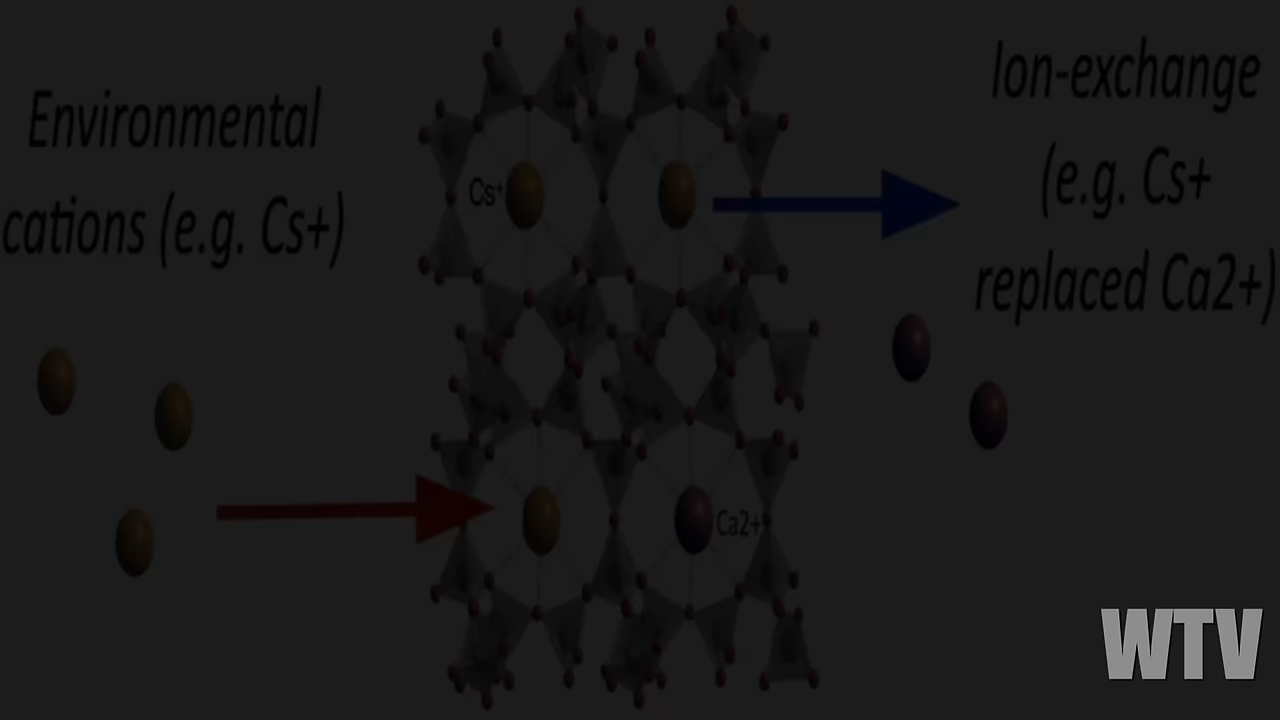 Environmental
cations (e.g. Cs+)
Cs+
Ion-exchange
(e.g. Cs+
replaced Ca2+)
Ca2+
WTV